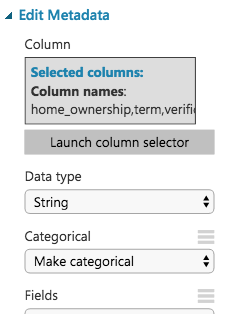 Edit Metadata
Column
Selected columns:
Column names:
home_ownership,term,verific
Launch column selector
Data type
String
Categorical
Make categorical
Fields